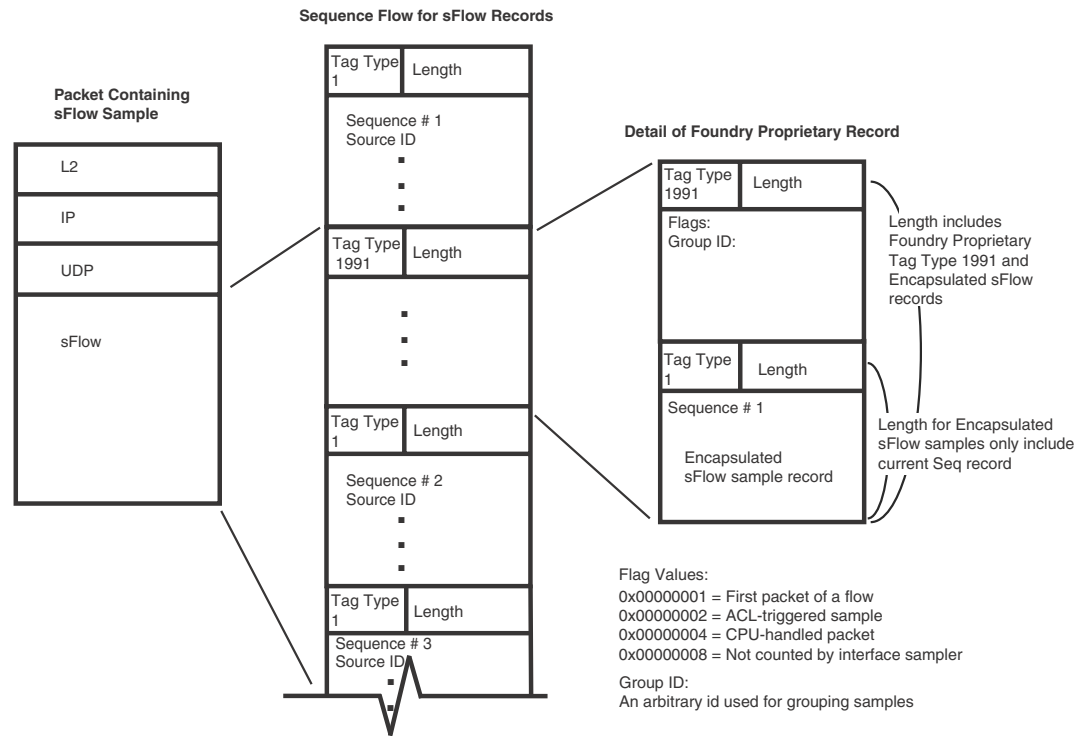 Sequence Flow for sFlow Records
Packet Containing
sFlow Sample
L2
IP
UDP
sFlow
Tag Type
1
Length
Sequence # 1
Source ID
Tag Type
1991
Length
Tag Type
1
Length
Sequence # 2
Source ID
Tag Type
1
Length
Sequence # 3
Source ID
Detail of Foundry Proprietary Record
Tag Type
1991
Length
Flags:
Group ID:
Tag Type
1
Length
Sequence # 1
Encapsulated
sFlow sample record
Length includes
Foundry Proprietary
Tag Type 1991 and
Encapsulated sFlow
records
Length for Encapsulated
sFlow samples only include
current Seq record
Flag Values:
0x00000001 = First packet of a flow
0x00000002 = ACL-triggered sample
0x00000004 = CPU-handled packet
0x00000008 = Not counted by interface sampler
Group ID:
An arbitrary id used for grouping samples